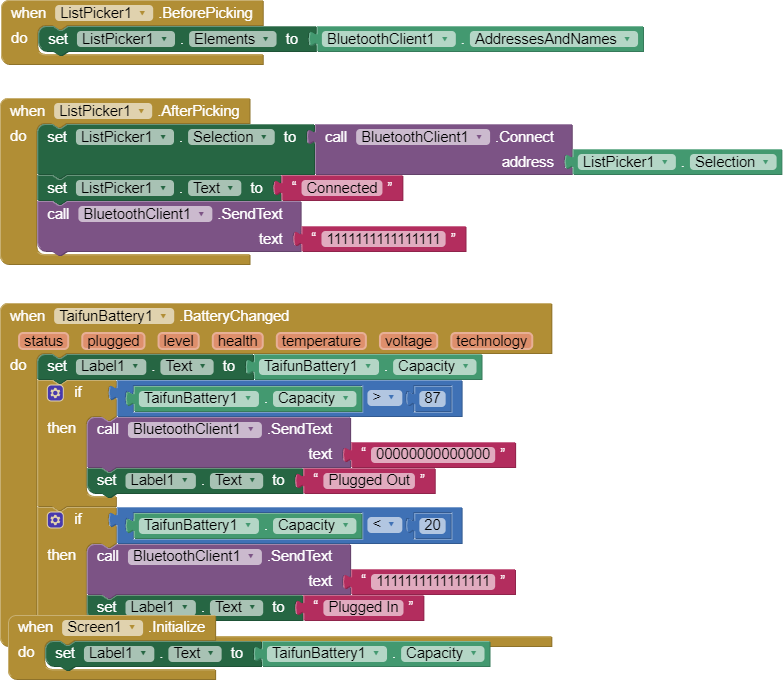 when ListPicker1 .BeforePicking
do set ListPicker1 . Elements to BluetoothClient1 . AddressesAndNames
when ListPicker1 .AfterPicking
do set ListPicker1 . Selection to call BluetoothClient1 .Connect
address ListPicker1 . Selection
set ListPicker1 . Text to “ Connected ”
call BluetoothClient1 .SendText
text “ 1111111111111111 ”
when TaifunBattery1 .BatteryChanged
status plugged level health temperature voltage technology
do set Label1 . Text to TaifunBattery1 . Capacity
if TaifunBattery1 . Capacity > 87
then call BluetoothClient1 .SendText
text “ 00000000000000 ”
set Label1 . Text to “ Plugged Out ”
if TaifunBattery1 . Capacity < 20
then call BluetoothClient1 .SendText
text “ 1111111111111111 ”
set Label1 . Text to “ Plugged In ”
when Screen1 .Initialize
do set Label1 . Text to TaifunBattery1 . Capacity